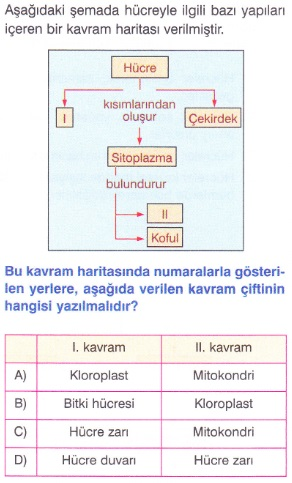 Aşağıdaki şemada hücreyle ilgili bazı yapıları
içeren bir kavram haritası verilmiştir.
Hücre
I
kısımlarından
oluşur
Çekirdek
Sitoplazma
bulundurur
II
Koful
Bu kavram haritasında numaralarla gösteri-
len yerlere, aşağıda verilen kavram çiftinin
hangisi yazılmalıdır?
I. kavram II. kavram
A) Kloroplast Mitokondri
B) Bitki hücresi Kloroplast
C) Hücre zarı Mitokondri
D) Hücre duvarı Hücre zarı